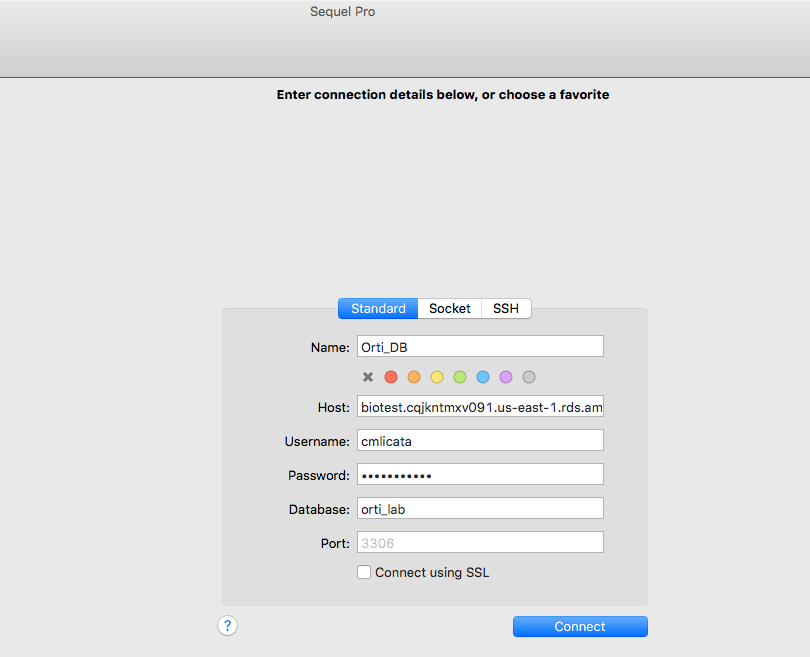 Sequel Pro
Enter connection details below, or choose a favorite
Standard Socket SSH
Name: Orti_DB
Host: biotest.cqjkntmxv091.us-east-1.rds.am
Username: cmlicata
Password: •••••••••••
Database: orti_lab
Port: 3306
Connect using SSL
? Connect